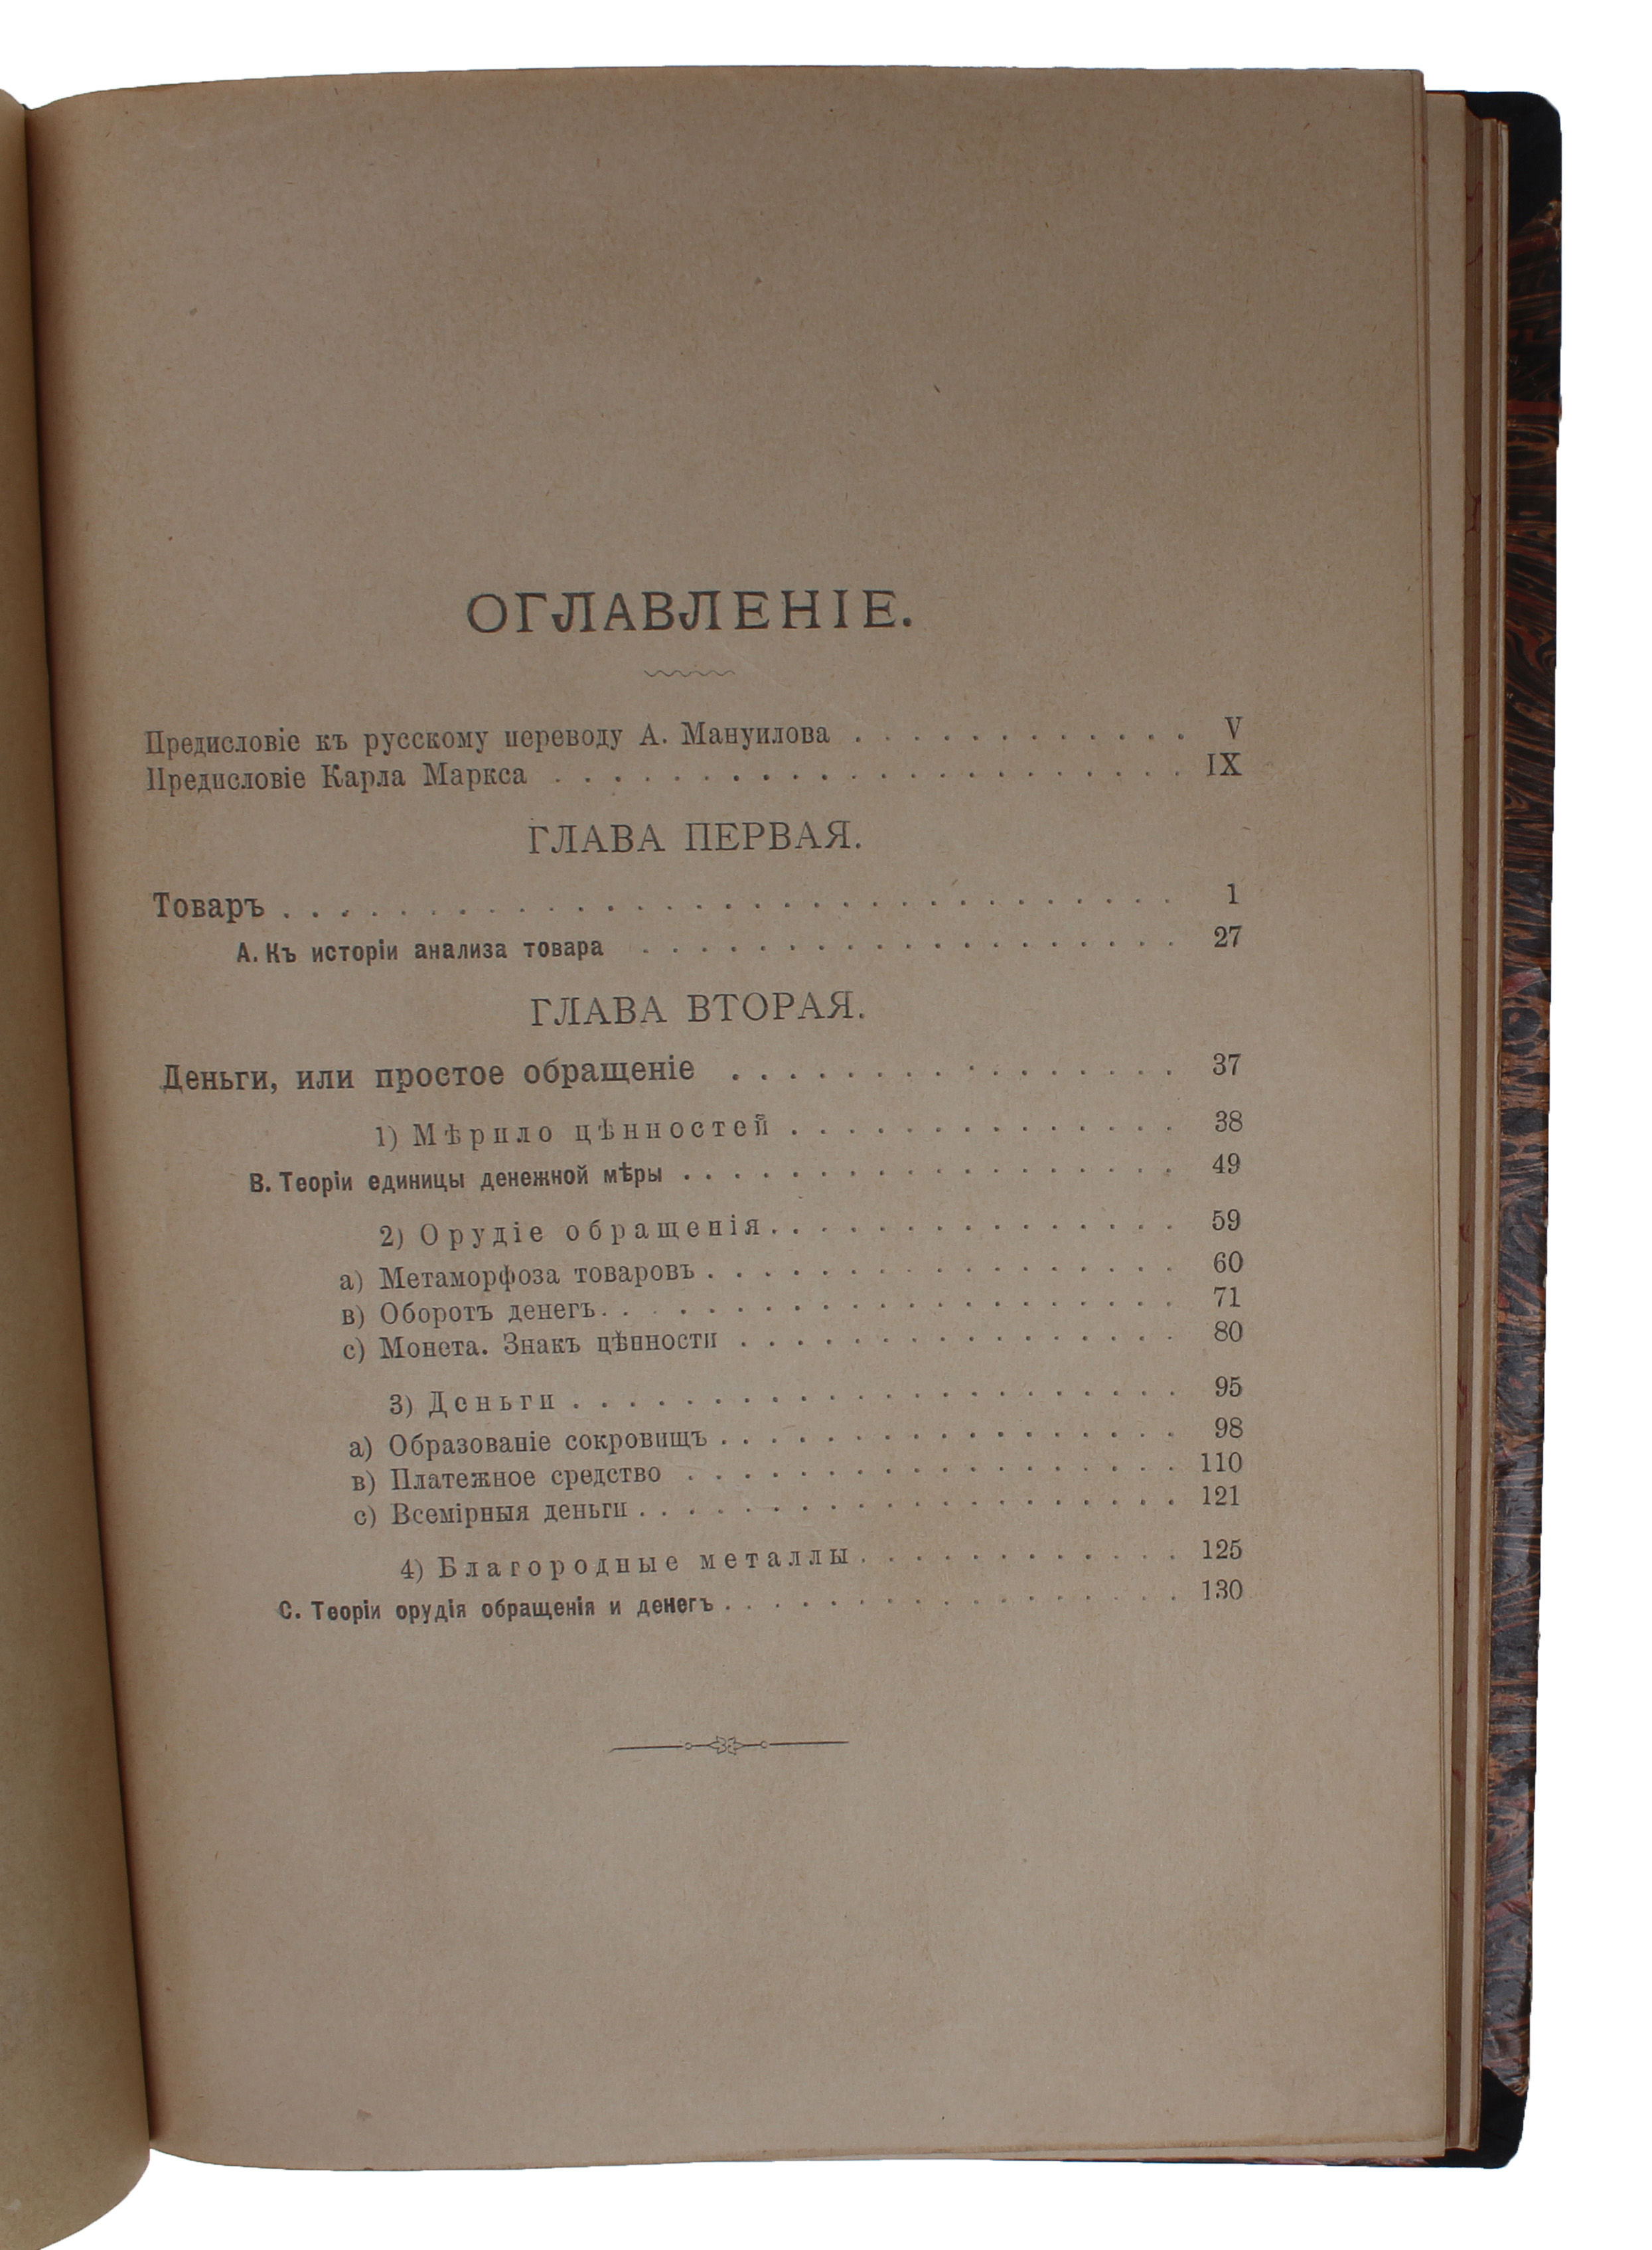 ОГЛАВЛЕНІЕ.
Предисловіе къ русскому переводу А. Мануилова . . . . . . . . . . . . V
Предисловіе Карла Маркса . . . . . . . . . . . . . . . . . . . . . . IX
ГЛАВА ПЕРВАЯ.
Товаръ . . . . . . . . . . . . . . . . . . . . . . . . . . . . . . . 1
А. Къ исторіи анализа товара . . . . . . . . . . . . . . . . . . . 27
ГЛАВА ВТОРАЯ.
Деньги, или простое обращеніе . . . . . . . . . . . . . . . . 37
1) Мѣрило цѣнностей . . . . . . . . . . . . . . 38
В. Теоріи единицы денежной мѣры . . . . . . . . . . . . . . . . . . 49
2) Орудіе обращенія . . . . . . . . . . . . . . . 59
а) Метаморфоза товаровъ . . . . . . . . . . . . . . . . . 60
в) Оборотъ денегъ . . . . . . . . . . . . . . . . . . . . 71
с) Монета. Знакъ цѣнности . . . . . . . . . . . . . . . . 80
3) Деньги . . . . . . . . . . . . . . . . . . . . . . 95
а) Образованіе сокровищъ . . . . . . . . . . . . . . . . . 98
в) Платежное средство . . . . . . . . . . . . . . . . . . 110
с) Всемірныя деньги . . . . . . . . . . . . . . . . . . . 121
4) Благородные металлы . . . . . . . . . . . . 125
С. Теоріи орудія обращенія и денегъ . . . . . . . . . . . . . . . . . 130